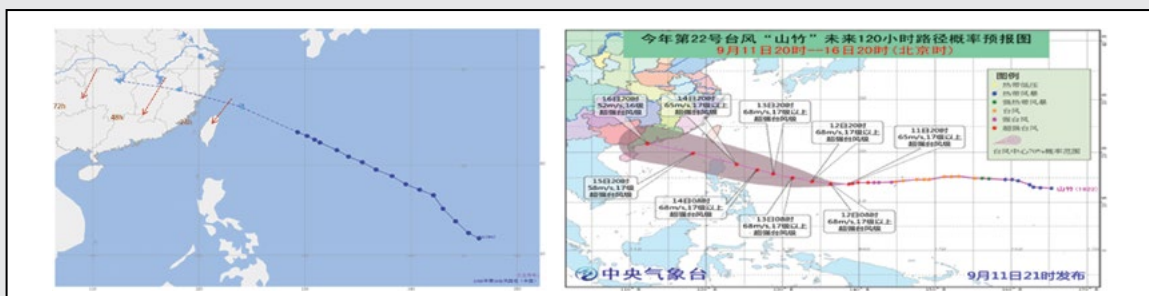 72h
48h
24h
今年第22号台风“山竹”未来120小时路径概率预报图
9月11日20时--16日20时(北京时)
图例
热带低压
热带风暴
强热带风暴
台风
强台风
超强台风
台风中心70%概率范围
16日20时
52m/s,16级
超强台风级
14日20时
65m/s,17级以上
超强台风级
13日20时
68m/s,17级以上
超强台风级
12日20时
68m/s,17级以上
超强台风级
11日20时
65m/s,17级以上
超强台风级
15日20时
58m/s,17级
超强台风级
14日08时
68m/s,17级以上
超强台风级
13日08时
68m/s,17级以上
超强台风级
12日08时
68m/s,17级以上
超强台风级
山竹(1822)
中央气象台
9月11日21时发布